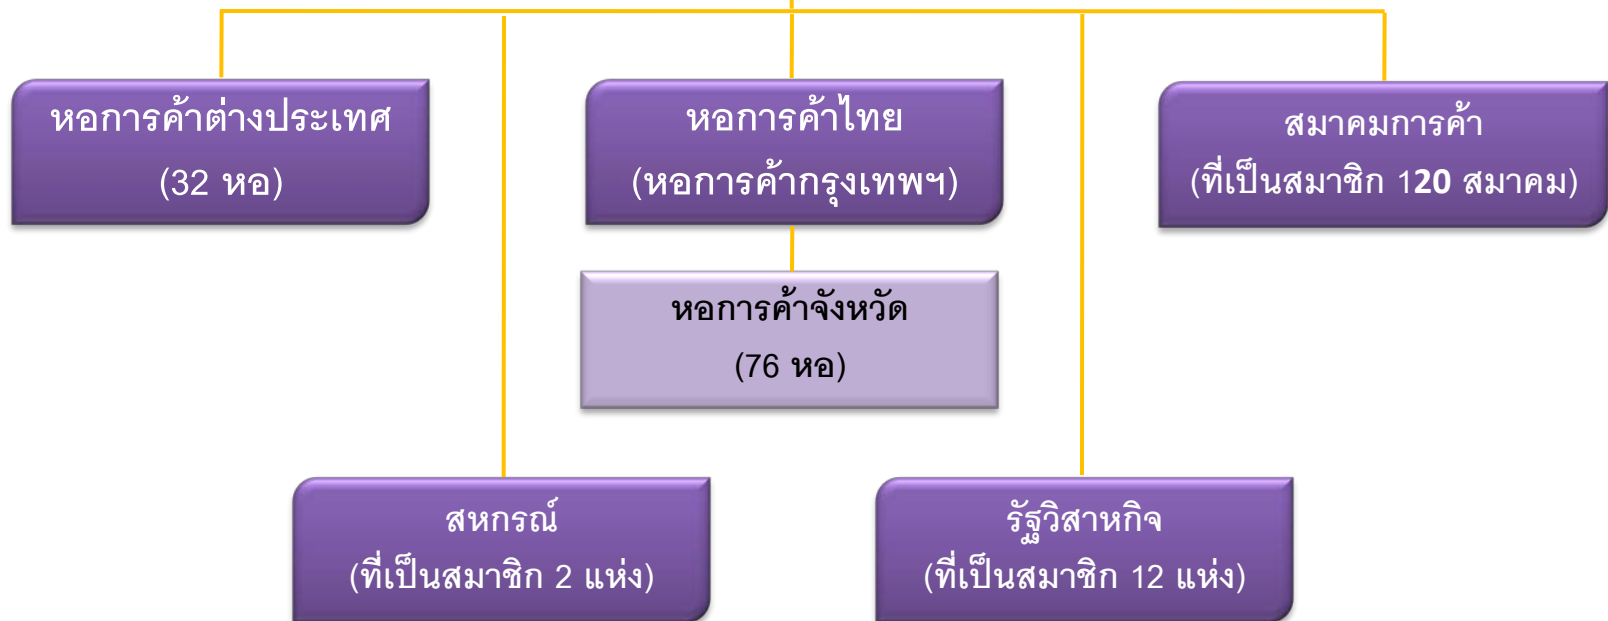 หอการค้าต่างประเทศ
(32 หอ)
หอการค้าไทย
(หอการค้ากรุงเทพฯ)
สมาคมการค้า
(ที่เป็นสมาชิก 120 สมาคม)
หอการค้าจังหวัด
(76 หอ)
สหกรณ์
(ที่เป็นสมาชิก 2 แห่ง)
รัฐวิสาหกิจ
(ที่เป็นสมาชิก 12 แห่ง)